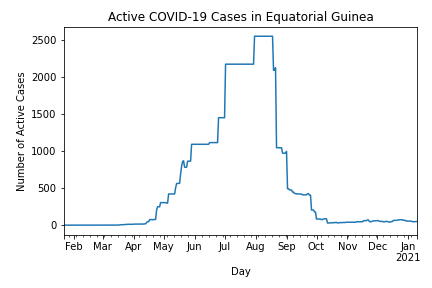 Active COVID-19 Cases in Equatorial Guinea
Number of Active Cases
2500
2000
1500
1000
500
0
Feb Mar Apr May Jun Jul Aug Sep Oct Nov Dec Jan
2021
Day